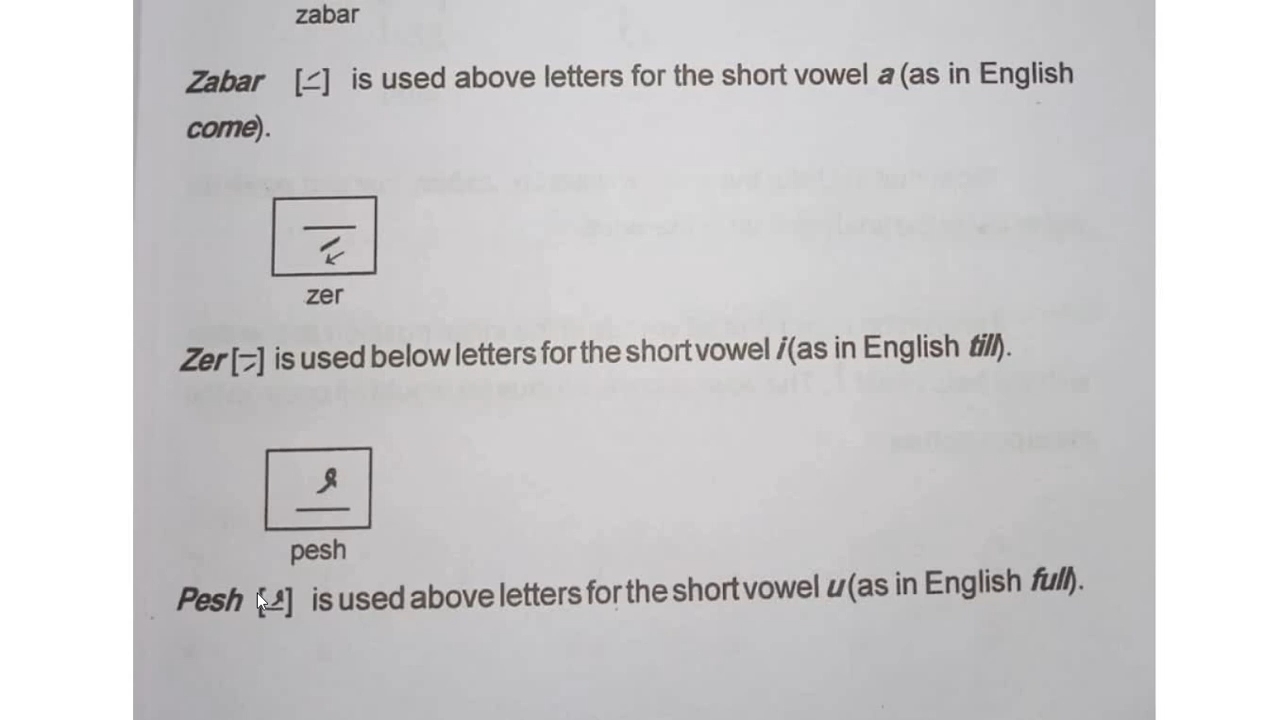 zabar
Zabar [ـَ] is used above letters for the short vowel a (as in English
come).
zer
Zer [ـِ] is used below letters for the short vowel i (as in English till).
pesh
Pesh [ـُ] is used above letters for the short vowel u (as in English full).